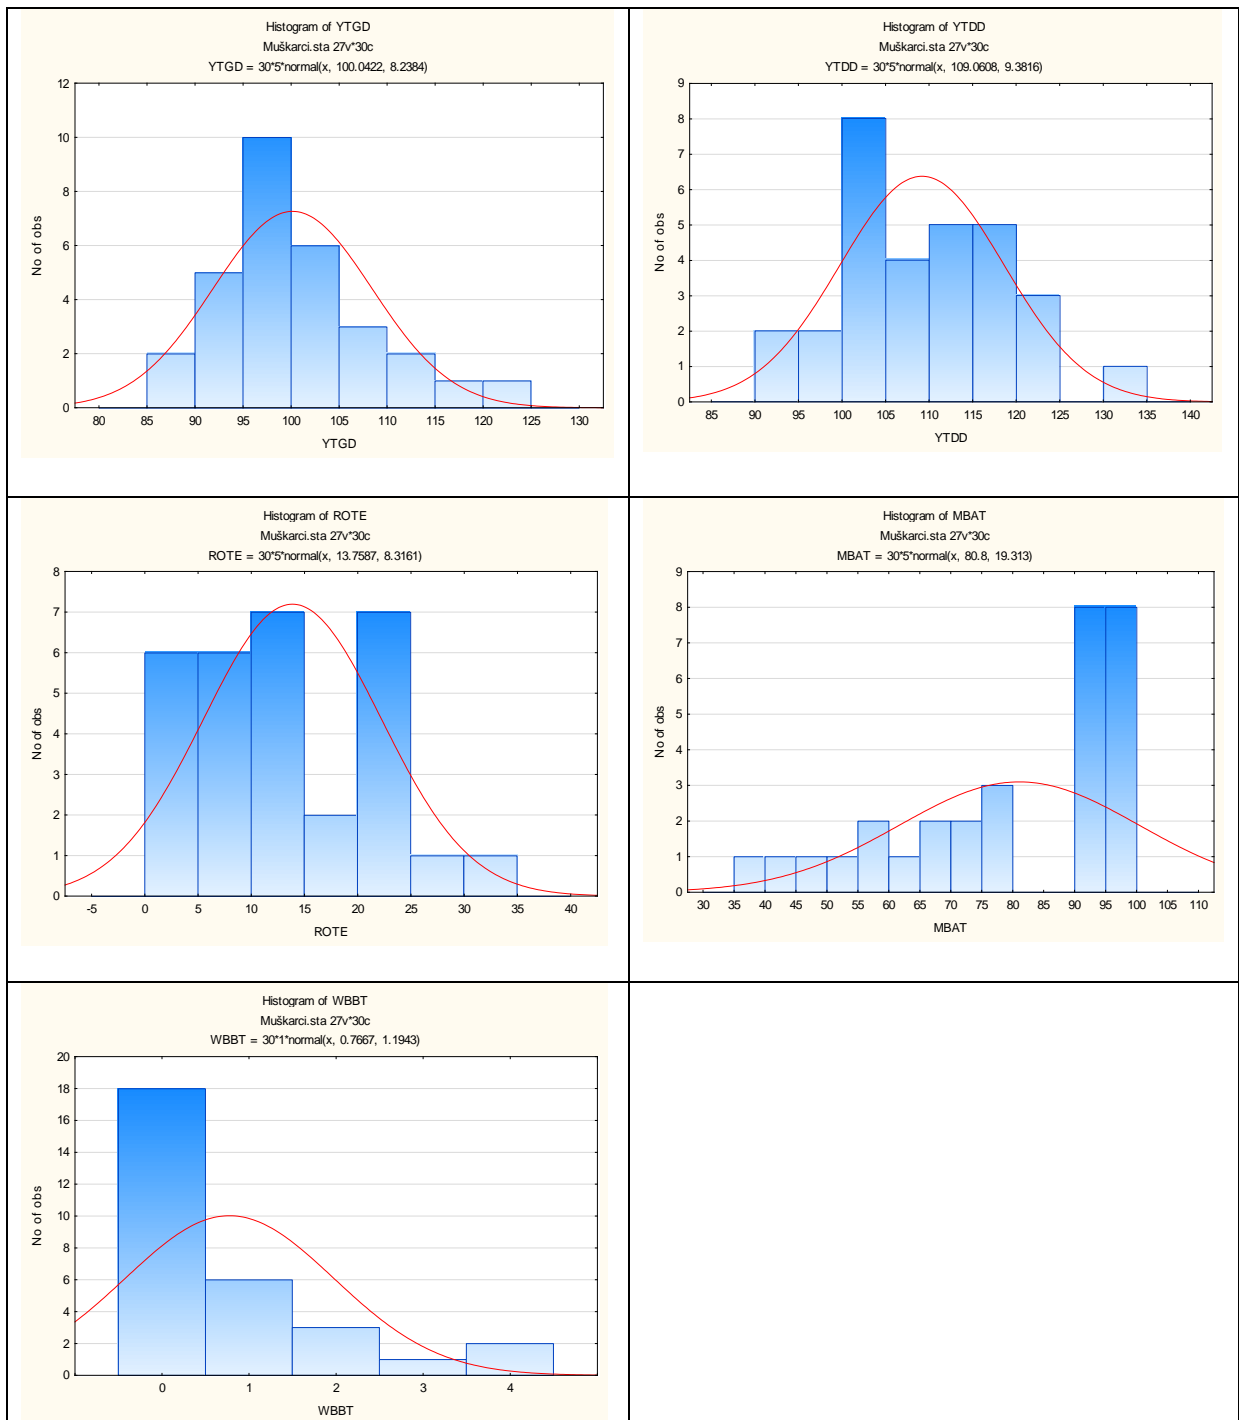 Histogram of YTGD
Muškarci.sta 27v*30c
YTGD = 30*5*normal(x, 100.0422, 8.2384)
12
10
8
6
4
2
0
No of obs
80 85 90 95 100 105 110 115 120 125 130
YTGD
Histogram of YTDD
Muškarci.sta 27v*30c
YTDD = 30*5*normal(x, 109.0608, 9.3816)
9
8
7
6
5
4
3
2
1
0
No of obs
85 90 95 100 105 110 115 120 125 130 135 140
YTDD
Histogram of ROTE
Muškarci.sta 27v*30c
ROTE = 30*5*normal(x, 13.7587, 8.3161)
8
7
6
5
4
3
2
1
0
No of obs
-5 0 5 10 15 20 25 30 35 40
ROTE
Histogram of MBAT
Muškarci.sta 27v*30c
MBAT = 30*5*normal(x, 80.8, 19.313)
9
8
7
6
5
4
3
2
1
0
No of obs
30 35 40 45 50 55 60 65 70 75 80 85 90 95 100 105 110
MBAT
Histogram of WBBT
Muškarci.sta 27v*30c
WBBT = 30*1*normal(x, 0.7667, 1.1943)
20
18
16
14
12
10
8
6
4
2
0
No of obs
0 1 2 3 4
WBBT